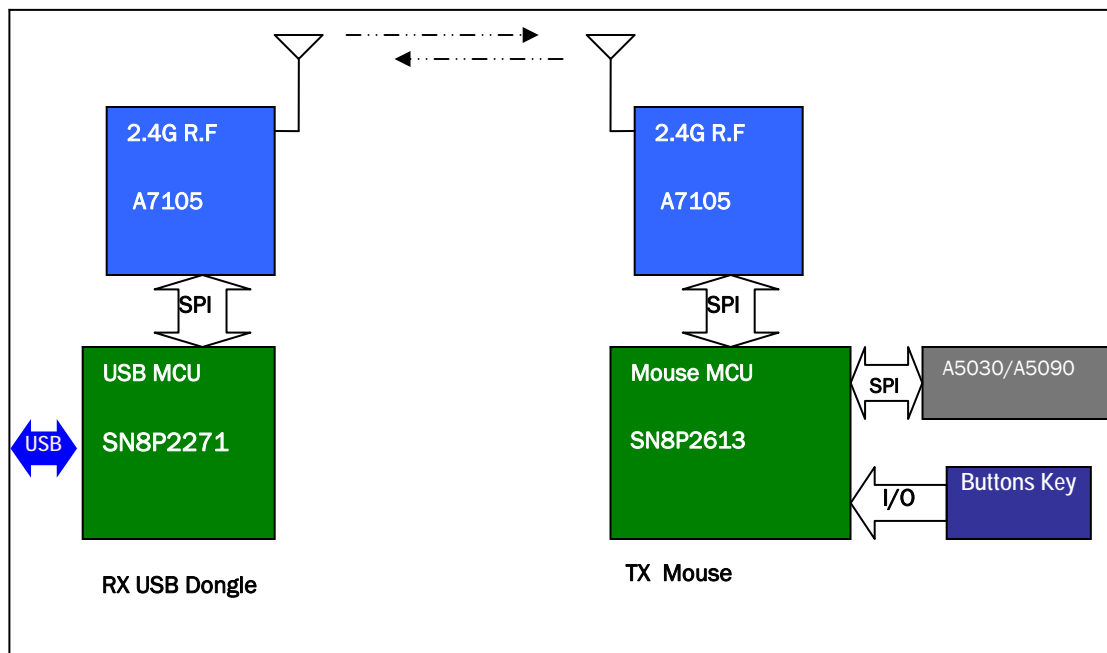 2.4G R.F
A7105
SPI
USB MCU
SN8P2271
USB
RX USB Dongle
2.4G R.F
A7105
SPI
Mouse MCU
SN8P2613
SPI
A5030/A5090
I/O
Buttons Key
TX Mouse